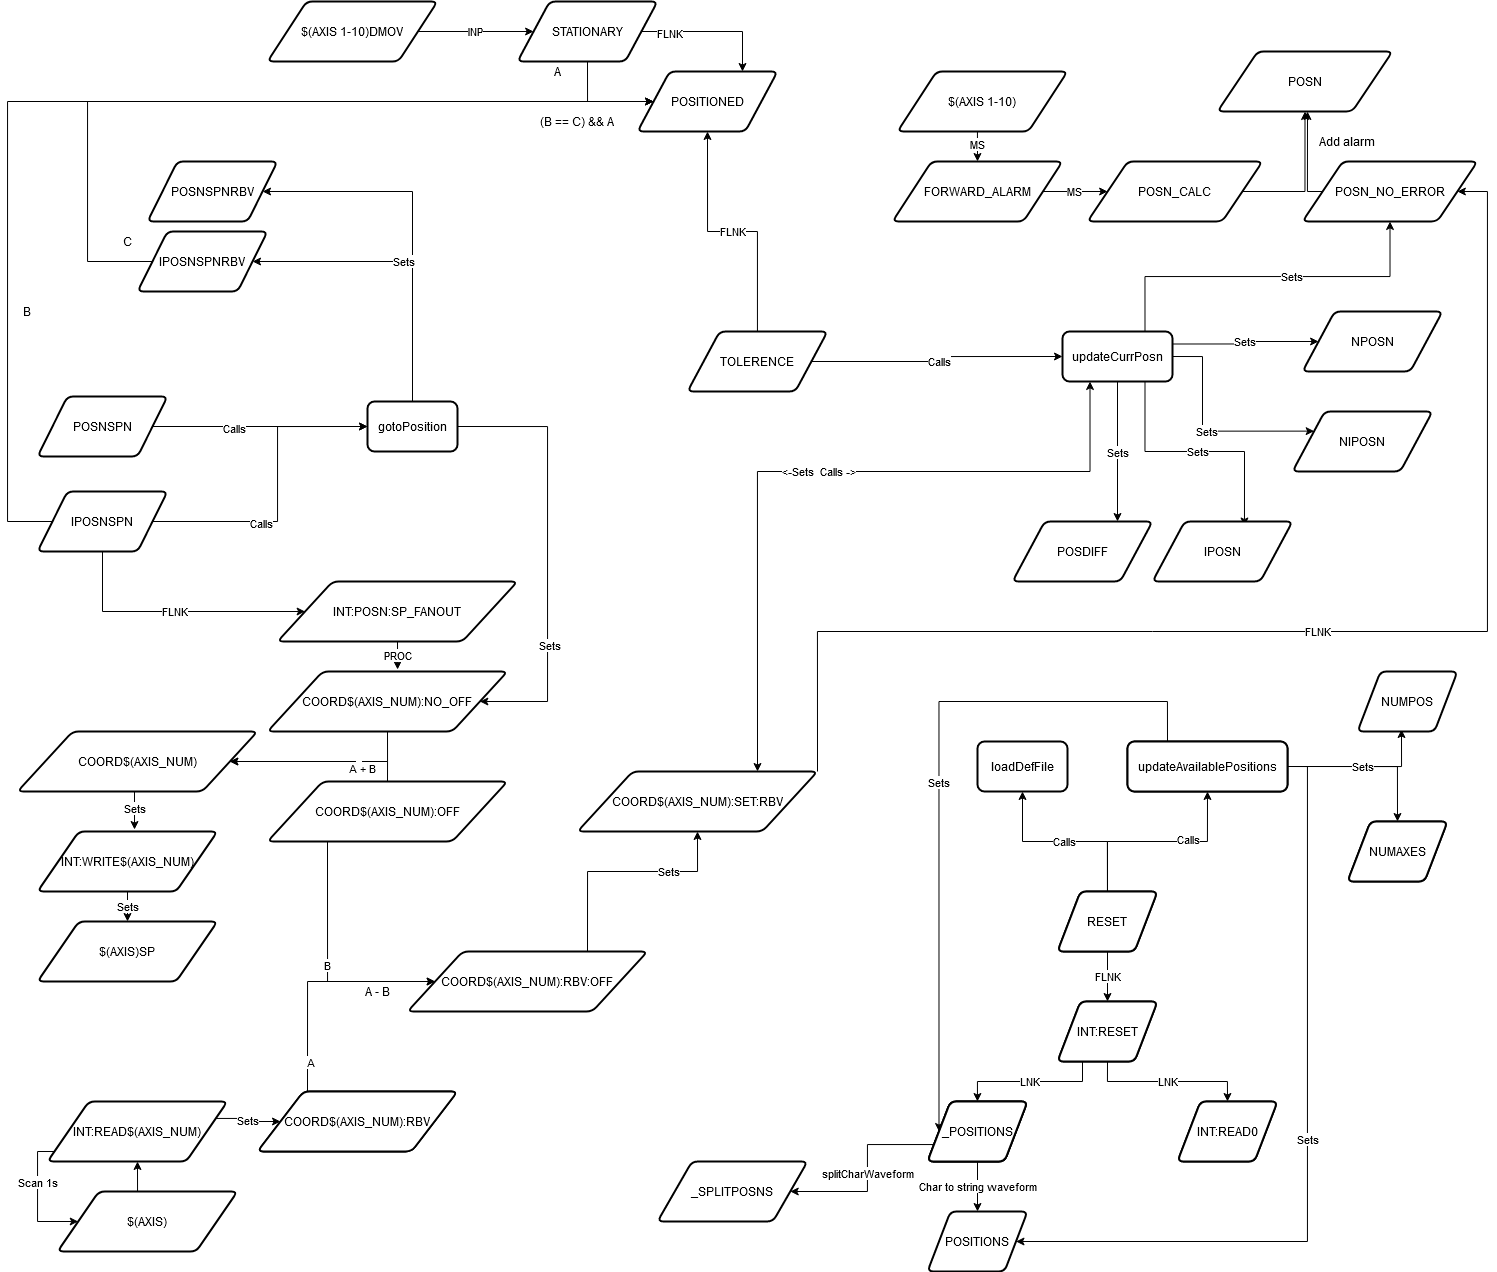 $(AXIS 1-10)DMOV
INP
STATIONARY
FLNK
A
POSITIONED
(B == C) && A
$(AXIS 1-10)
POSN
MS
Add alarm
FORWARD_ALARM
MS
POSN_CALC
POSN_NO_ERROR
POSNSPNRBV
C
IPOSNSPNRBV
Sets
FLNK
Sets
B
NPOSN
Sets
TOLERENCE
Calls
updateCurrPosn
POSNSPN
Calls
gotoPosition
Sets
NIPOSN
Sets
Sets
<-Sets  Calls ->
IPOSNSPN
Calls
POSDIFF
IPOSN
FLNK
INT:POSN:SP_FANOUT
FLNK
Sets
PROC
COORD$(AXIS_NUM):NO_OFF
NUMPOS
COORD$(AXIS_NUM)
A + B
loadDefFile
updateAvailablePositions
Sets
Sets
COORD$(AXIS_NUM):SET:RBV
Sets
COORD$(AXIS_NUM):OFF
Calls
Calls
NUMAXES
INT:WRITE$(AXIS_NUM)
Sets
Sets
RESET
$(AXIS)SP
B
FLNK
COORD$(AXIS_NUM):RBV:OFF
A - B
INT:RESET
A
LNK
LNK
INT:READ$(AXIS_NUM)
Sets
COORD$(AXIS_NUM):RBV
_POSITIONS
INT:READ0
Sets
Scan 1s
splitCharWaveform
Char to string waveform
_SPLITPOSNS
$(AXIS)
POSITIONS